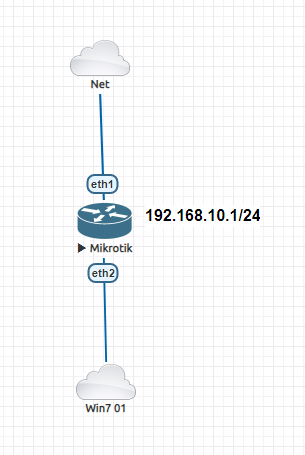 Net
eth1
192.168.10.1/24
Mikrotik
eth2
Win7 01